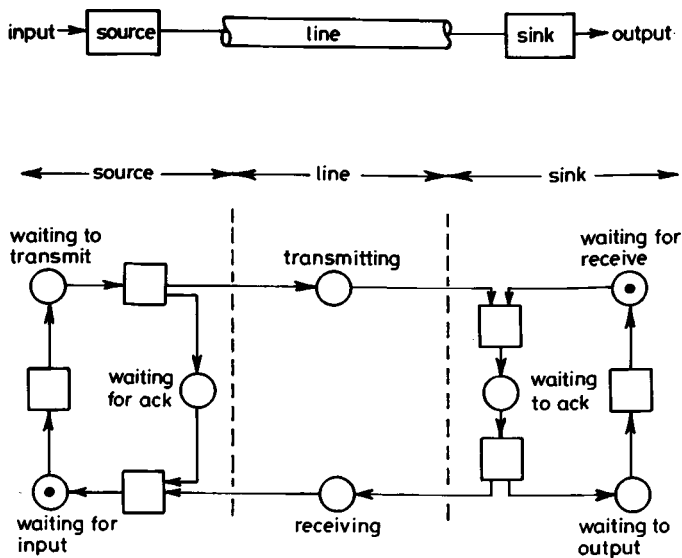 input
source
line
sink
output
source
line
sink
waiting to
transmit
transmitting
waiting for
receive
waiting
for ack
waiting
to ack
waiting for
input
receiving
waiting to
output